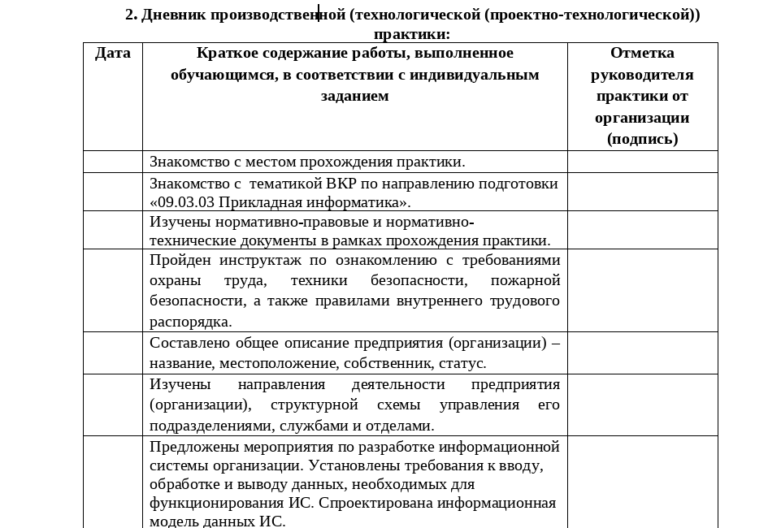 2. Дневник производственной (технологической (проектно-технологической))
практики:
Дата
Краткое содержание работы, выполненное
обучающимся, в соответствии с индивидуальным
заданием
Отметка
руководителя
практики от
организации
(подпись)
Знакомство с местом прохождения практики.
Знакомство с тематикой ВКР по направлению подготовки
«09.03.03 Прикладная информатика».
Изучены нормативно-правовые и нормативно-
технические документы в рамках прохождения практики.
Пройден инструктаж по ознакомлению с требованиями
охраны труда, техники безопасности, пожарной
безопасности, а также правилами внутреннего трудового
распорядка.
Составлено общее описание предприятия (организации) –
название, местоположение, собственник, статус.
Изучены направления деятельности предприятия
(организации), структурной схемы управления его
подразделениями, службами и отделами.
Предложены мероприятия по разработке информационной
системы организации. Установлены требования к вводу,
обработке и выводу данных, необходимых для
функционирования ИС. Спроектирована информационная
модель данных ИС.